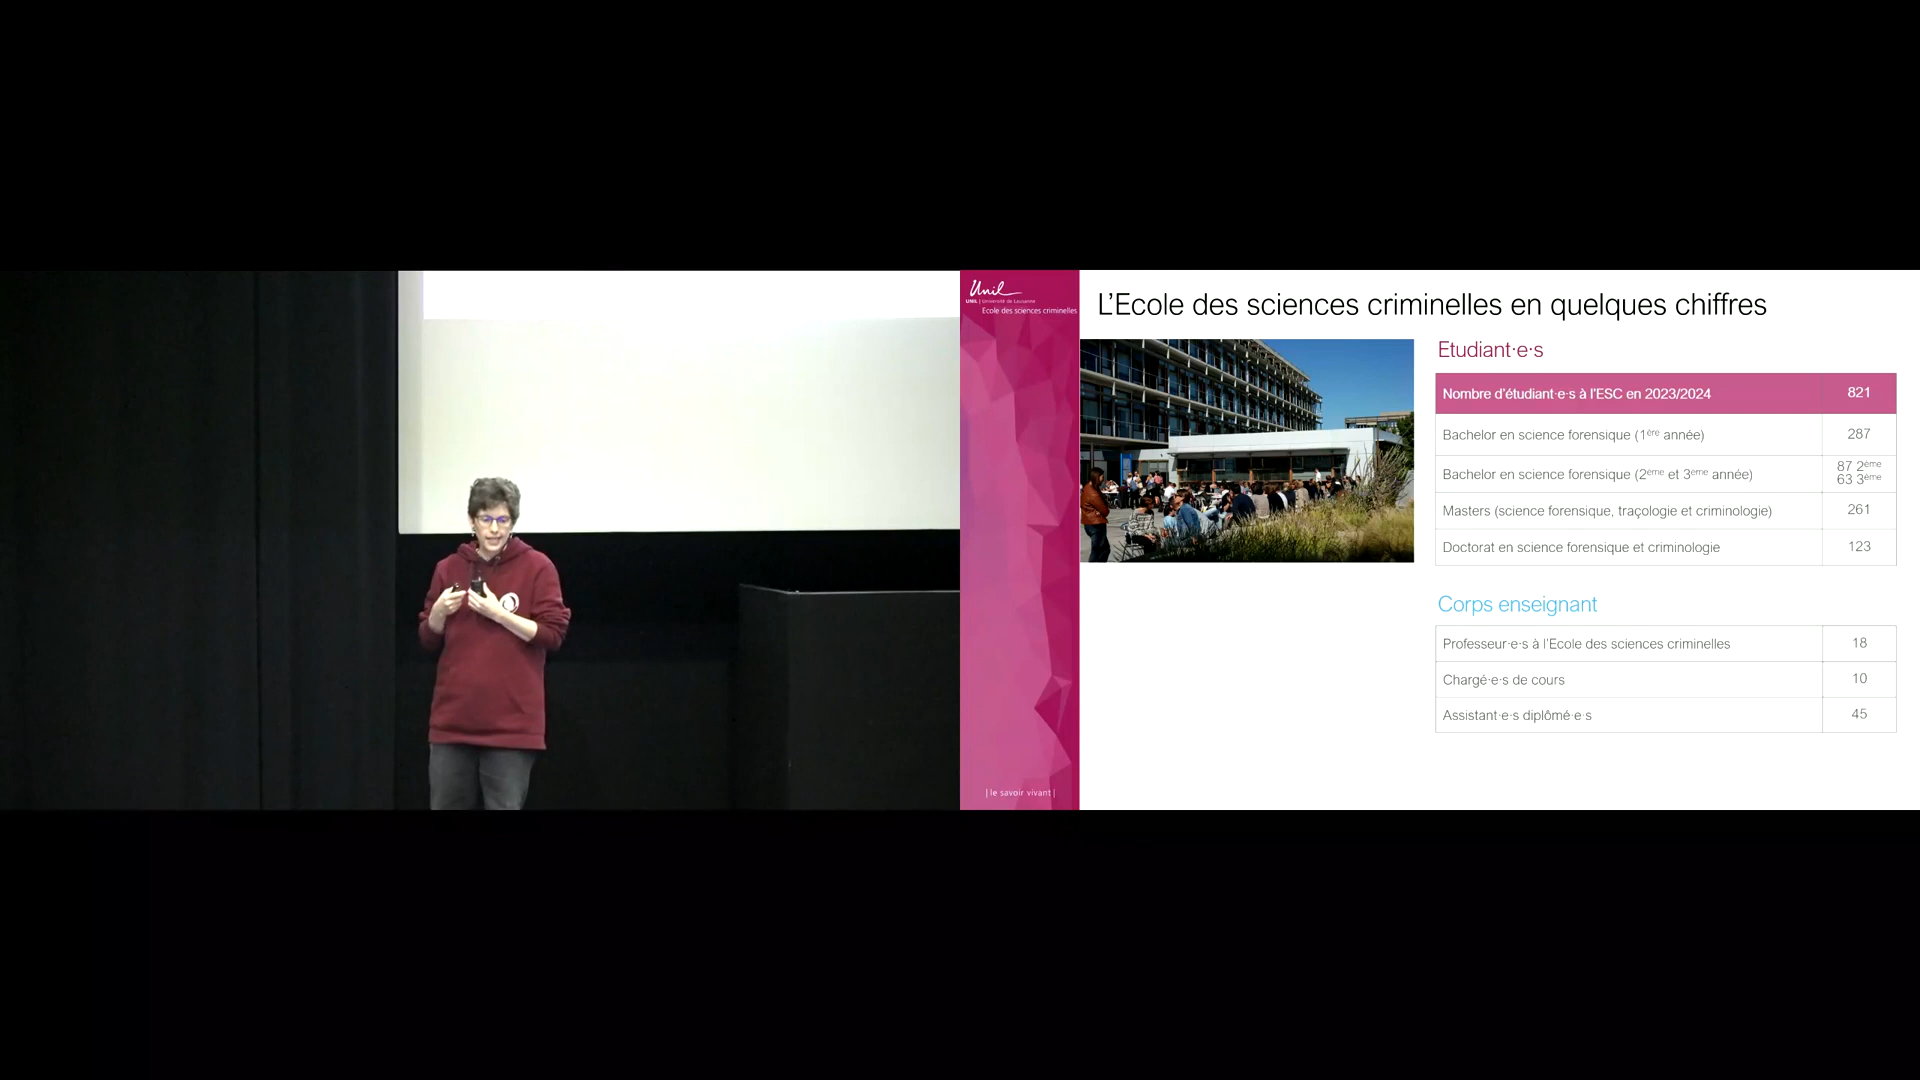 Unil
UNIL | Université de Lausanne
Ecole des sciences criminelles
L’Ecole des sciences criminelles en quelques chiffres
Etudiant·e·s
Nombre d’étudiant·e·s à l’ESC en 2023/2024 821
Bachelor en science forensique (1ère année) 287
Bachelor en science forensique (2ème et 3ème année) 87 2ème
63 3ème
Masters (science forensique, traçologie et criminologie) 261
Doctorat en science forensique et criminologie 123
Corps enseignant
Professeur·e·s à l’Ecole des sciences criminelles 18
Chargé·e·s de cours 10
Assistant·e·s diplômé·e·s 45
| le savoir vivant |